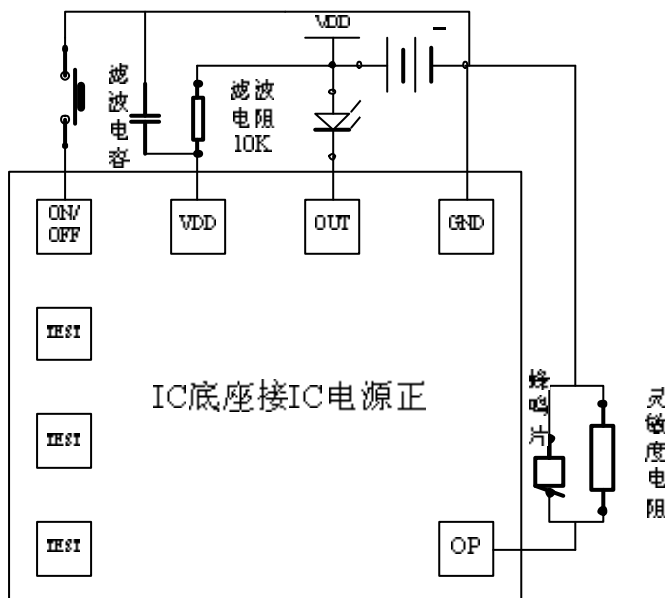 VDD
−
滤波电容
滤波
电阻
10K
ON/
OFF
VDD
OUT
GND
TEST
IC底座接IC电源正
TEST
TEST
OP
蜂鸣片
灵敏度电阻